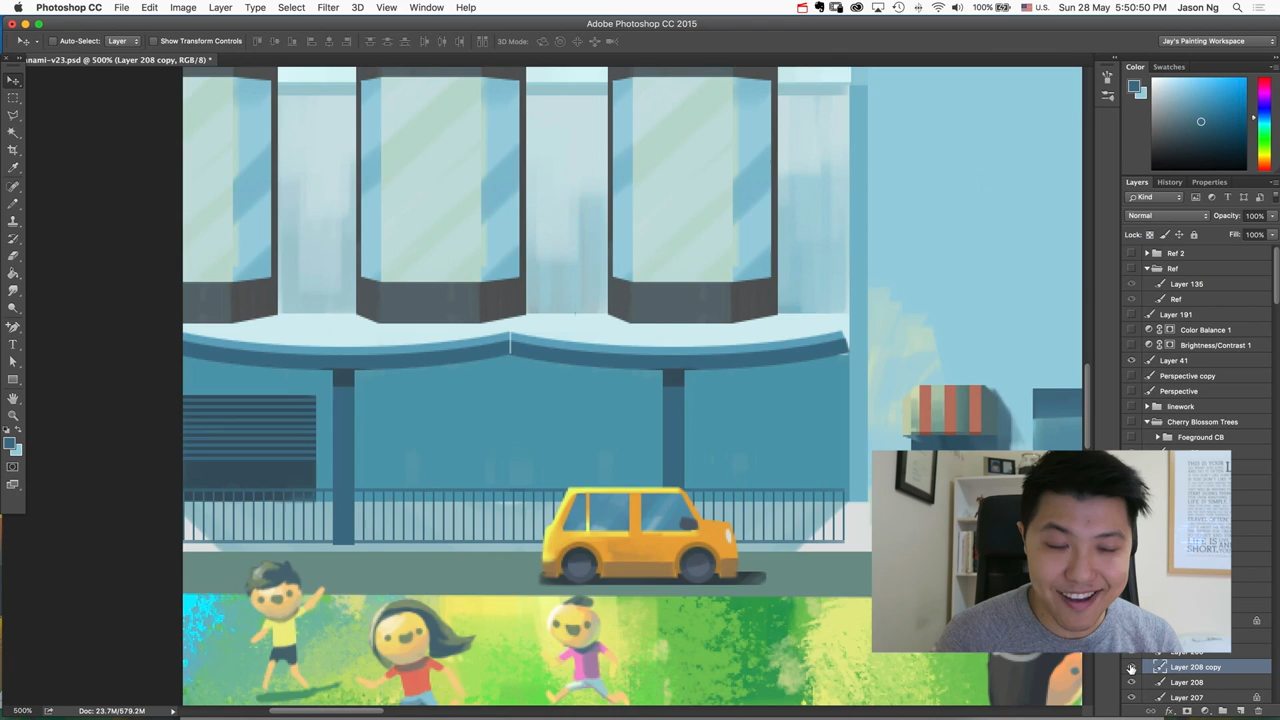 Photoshop CC File Edit Image Layer Type Select Filter 3D View Window Help 100% U.S. Sun 28 May 5:50:50 PM Jason Ng
Adobe Photoshop CC 2015
Auto-Select: Layer Show Transform Controls 3D Mode: Jay's Painting Workspace
nami-v23.psd @ 500% (Layer 208 copy, RGB/8) *
Color Swatches
Layers History Properties
Kind
Normal Opacity: 100%
Lock: Fill: 100%
Ref 2
Ref
Layer 135
Ref
Layer 191
Color Balance 1
Brightness/Contrast 1
Layer 41
Perspective copy
Perspective
linework
Cherry Blossom Trees
Foeground CB
Layer 208 copy
Layer 208
Layer 207
500% Doc: 23.7M/579.2M
THIS IS YOUR
LIFE IS
SHORT.